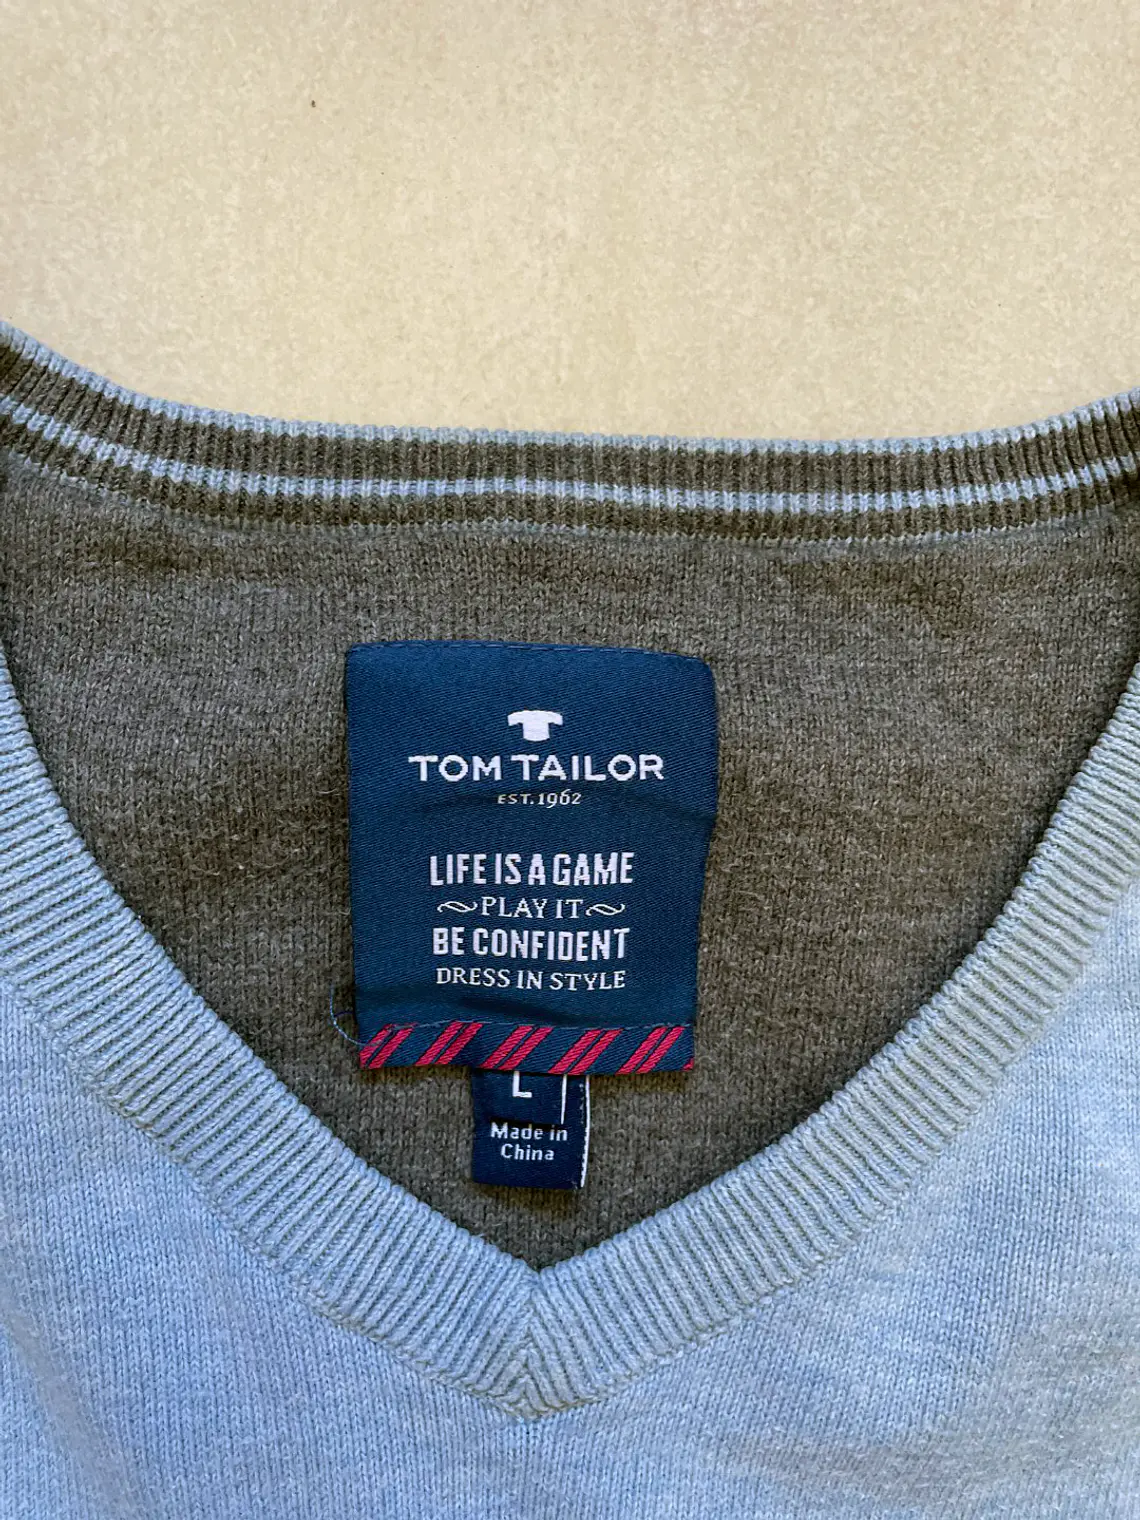 TOM TAILOR
EST. 1962
LIFE IS A GAME
PLAY IT
BE CONFIDENT
DRESS IN STYLE
L
Made in
China